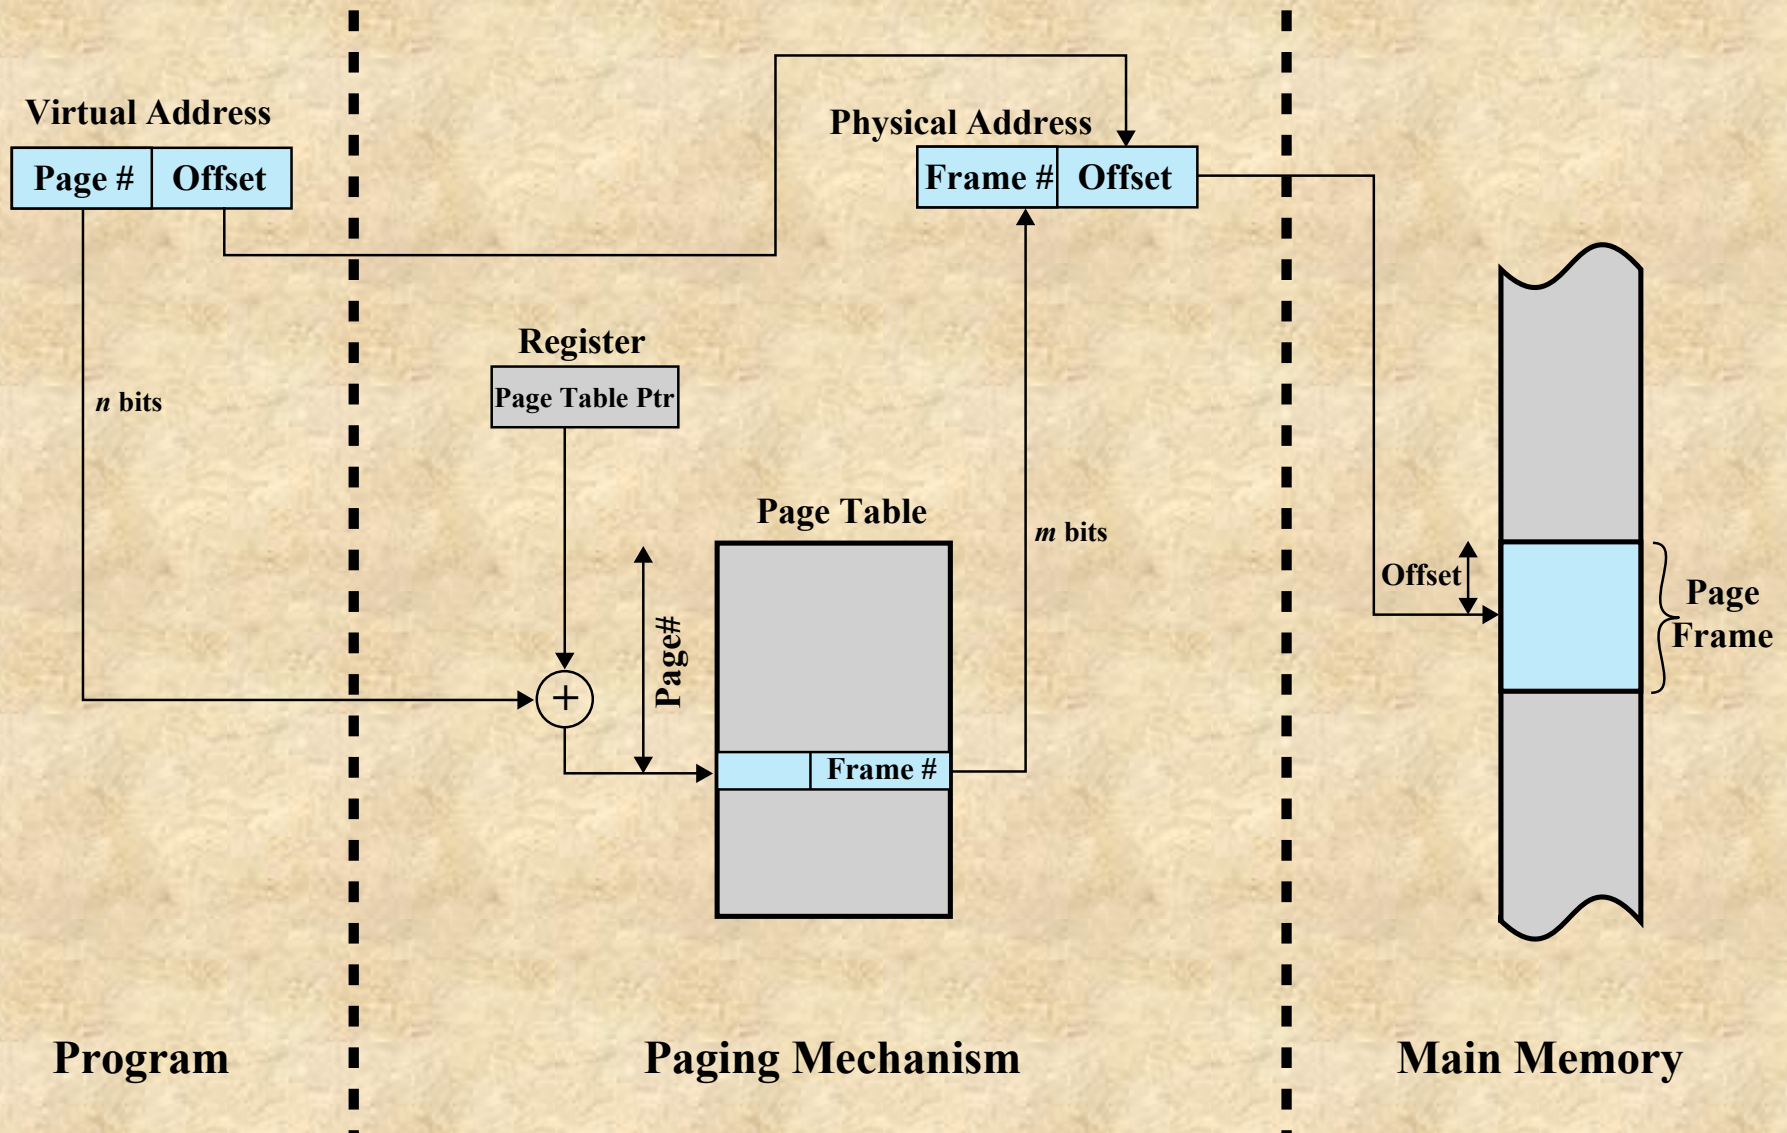 Virtual Address
Page #
Offset
Physical Address
Frame #
Offset
n bits
Register
Page Table Ptr
+
Page#
Page Table
Frame #
m bits
Offset
Page
Frame
Program
Paging Mechanism
Main Memory